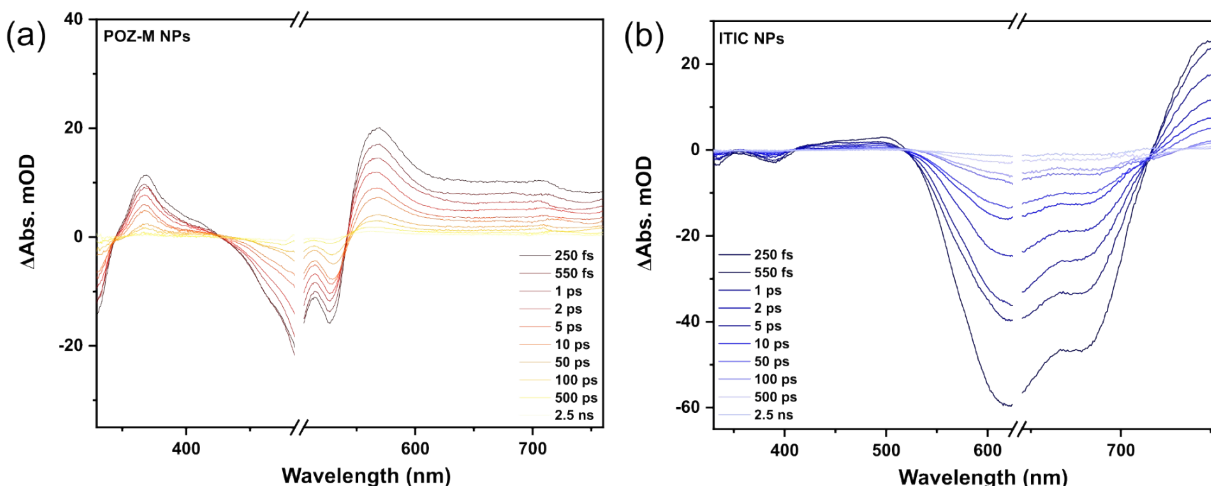 (a)
POZ-M NPs
40
20
0
-20
ΔAbs. mOD
250 fs
550 fs
1 ps
2 ps
5 ps
10 ps
50 ps
100 ps
500 ps
2.5 ns
400
600
700
Wavelength (nm)
(b)
ITIC NPs
20
0
-20
-40
-60
ΔAbs. mOD
250 fs
550 fs
1 ps
2 ps
5 ps
10 ps
50 ps
100 ps
500 ps
2.5 ns
400
500
600
700
Wavelength (nm)